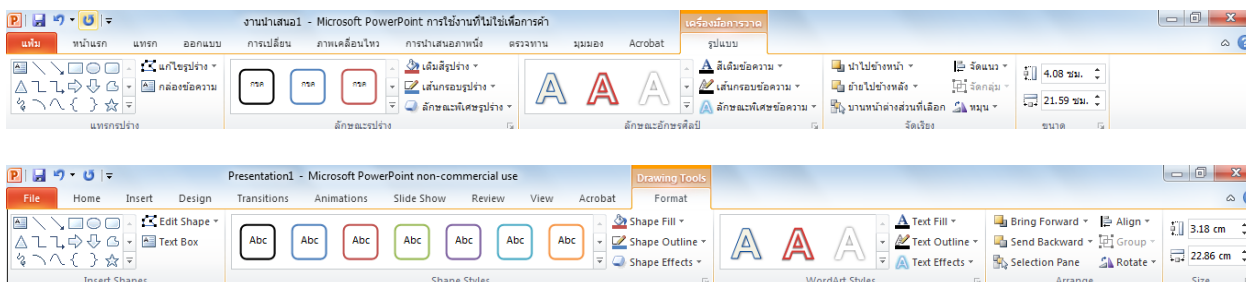 งานนำเสนอ1 - Microsoft PowerPoint การใช้งานที่ไม่ใช่เพื่อการค้า เครื่องมือการวาด
แฟ้ม หน้าแรก แทรก ออกแบบ การเปลี่ยน ภาพเคลื่อนไหว การนำเสนอภาพนิ่ง ตรวจทาน มุมมอง Acrobat รูปแบบ
แก้ไขรูปร่าง กขค กขค กขค เติมสีรูปร่าง A A A สีเติมข้อความ นำไปข้างหน้า จัดแนว 4.08 ซม.
กล่องข้อความ เส้นกรอบรูปร่าง เส้นกรอบข้อความ ย้ายไปข้างหลัง จัดกลุ่ม
ลักษณะพิเศษรูปร่าง ลักษณะพิเศษข้อความ บานหน้าต่างส่วนที่เลือก หมุน 21.59 ซม.
แทรกรูปร่าง ลักษณะรูปร่าง ลักษณะอักษรศิลป์ จัดเรียง ขนาด
Presentation1 - Microsoft PowerPoint non-commercial use Drawing Tools
File Home Insert Design Transitions Animations Slide Show Review View Acrobat Format
Edit Shape Abc Abc Abc Abc Abc Abc Abc Shape Fill A A A Text Fill Bring Forward Align 3.18 cm
Text Box Shape Outline Text Outline Send Backward Group
Shape Effects Text Effects Selection Pane Rotate 22.86 cm
Insert Shapes Shape Styles WordArt Styles Arrange Size